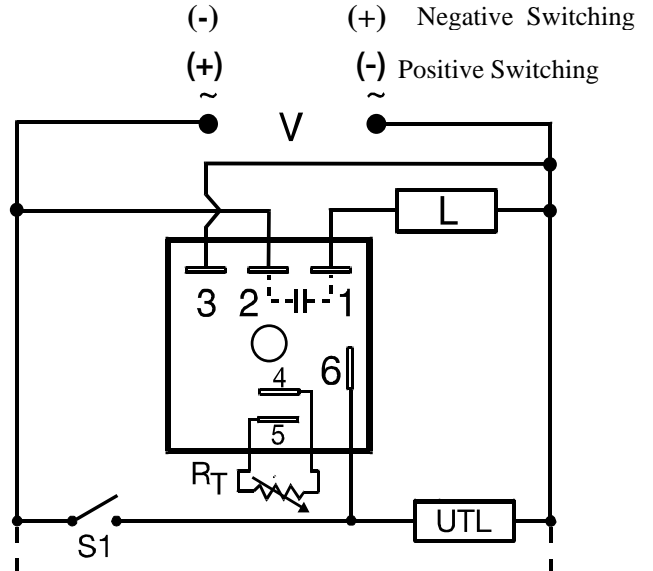 (-) (+) Negative Switching
(+) (-) Positive Switching
~ ~
V
L
3 2 1
6
4
5
RT
S1
UTL